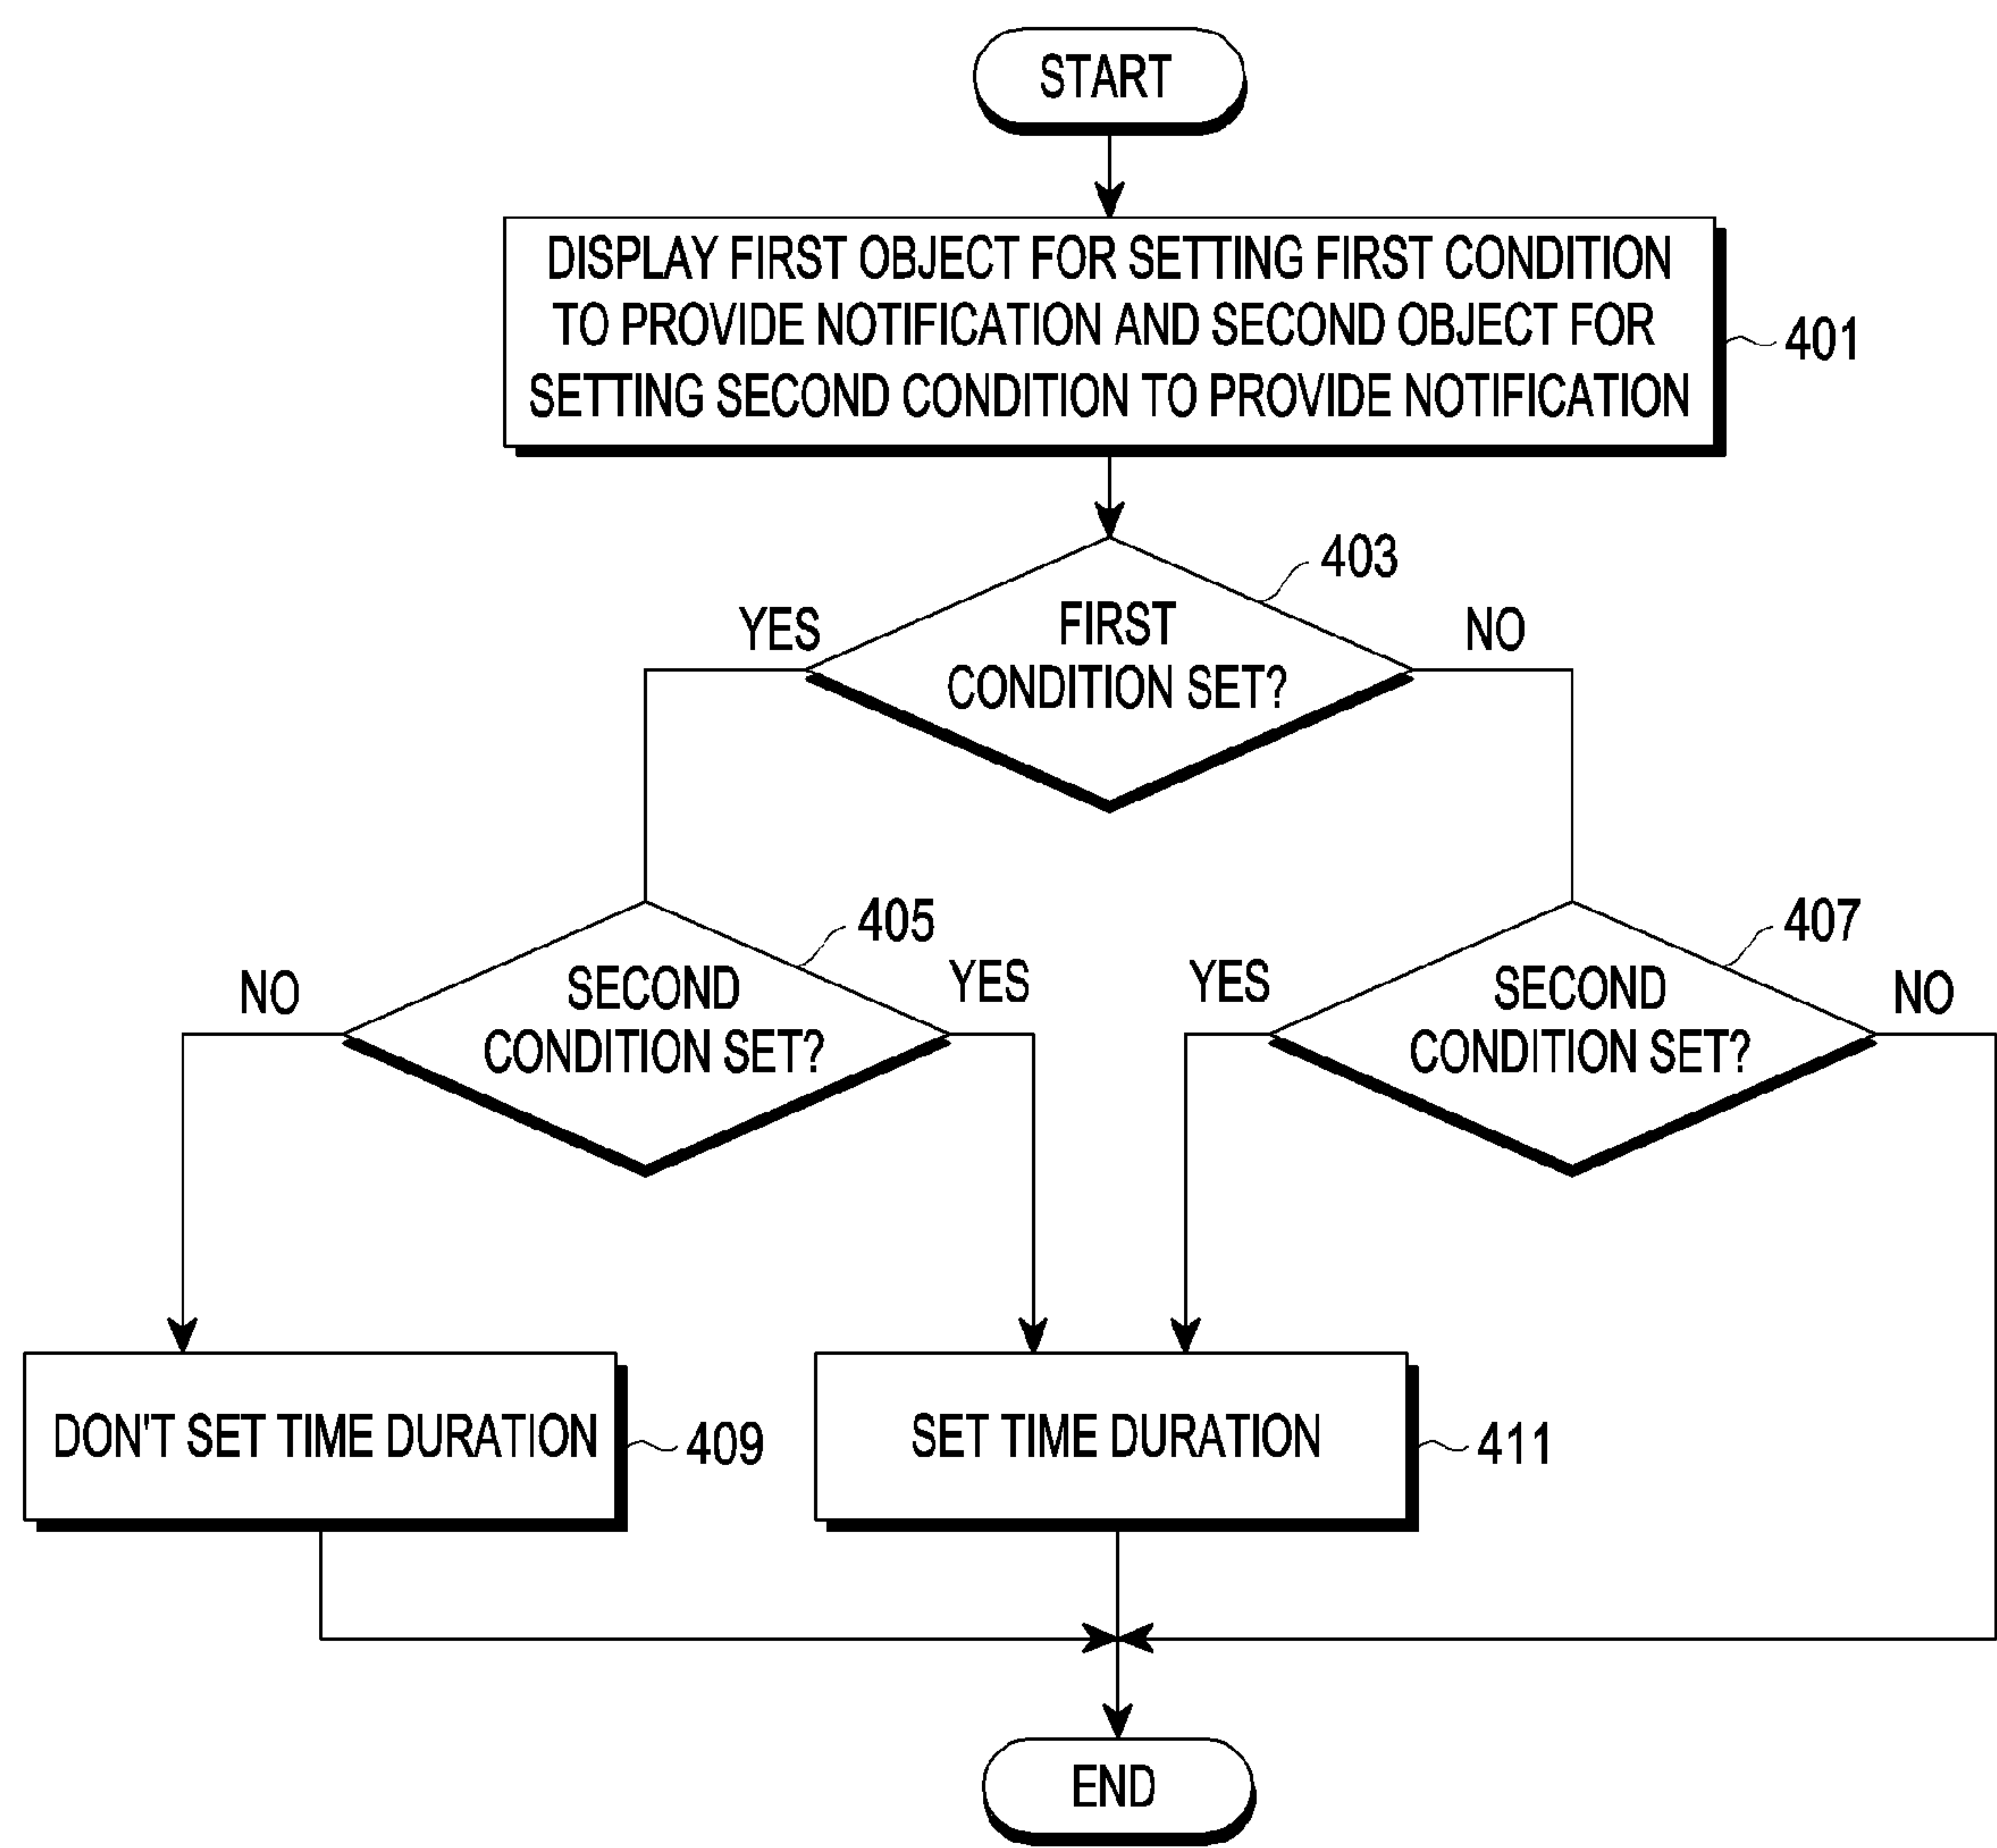 START
DISPLAY FIRST OBJECT FOR SETTING FIRST CONDITION
TO PROVIDE NOTIFICATION AND SECOND OBJECT FOR
SETTING SECOND CONDITION TO PROVIDE NOTIFICATION
401
403
YES
FIRST
CONDITION SET?
NO
405
NO
SECOND
CONDITION SET?
YES
407
YES
SECOND
CONDITION SET?
NO
DON'T SET TIME DURATION
409
SET TIME DURATION
411
END